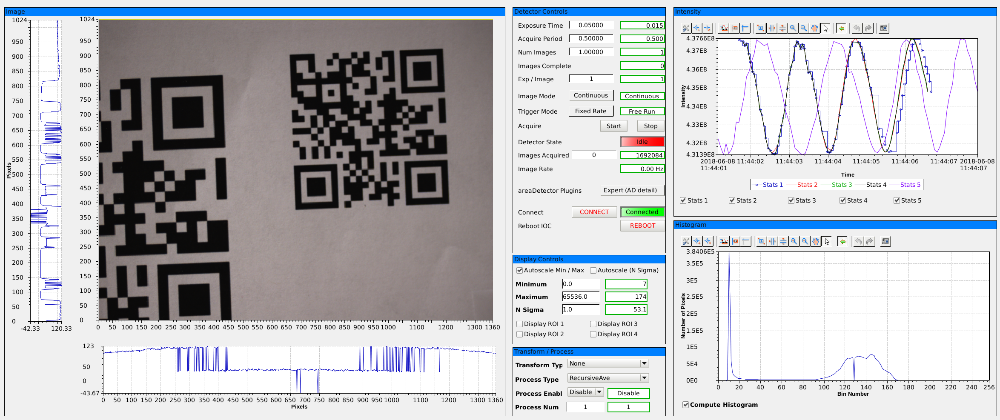 Image
1024
950
900
850
800
750
700
650
600
550
500
450
400
350
300
250
200
150
100
50
0
Pixels
-42.33 120.33
1024
950
900
850
800
750
700
650
600
550
500
450
400
350
300
250
200
150
100
50
0
0 50 100 150 200 250 300 350 400 450 500 550 600 650 700 750 800 850 900 950 1000 1100 1200 1300 1360
123
50
0
-43.67
0 50 100 150 200 250 300 350 400 450 500 550 600 650 700 750 800 850 900 950 1000 1100 1200 1300 1360
Pixels
Detector Controls
Exposure Time 0.05000 0.015
Acquire Period 0.50000 0.500
Num Images 1.00000 1
Images Complete 0
Exp / Image 1 1
Image Mode Continuous Continuous
Trigger Mode Fixed Rate Free Run
Acquire Start Stop
Detector State Idle
Images Acquired 0 1692084
Image Rate 0.00 Hz
areaDetector Plugins Expert (AD detail)
Connect CONNECT Connected
Reboot IOC REBOOT
Display Controls
Autoscale Min / Max Autoscale (N Sigma)
Minimum 0.0 7
Maximum 65536.0 174
N Sigma 1.0 53.1
Display ROI 1 Display ROI 3
Display ROI 2 Display ROI 4
Transform / Process
Transform Typ None
Process Type RecursiveAve
Process Enabl Disable Disable
Process Num 1 1
Intensity
4.3766E8
4.37E8
4.36E8
4.35E8
4.34E8
4.33E8
4.32E8
4.3139E8
Intensity
2018-06-08 11:44:02 11:44:03 11:44:04 11:44:05 11:44:06 11:44:07 2018-06-08
11:44:01 11:44:07
Time
Stats 1 Stats 2 Stats 3 Stats 4 Stats 5
Stats 1 Stats 2 Stats 3 Stats 4 Stats 5
Histogram
3.8406E5
3.5E5
3E5
2.5E5
2E5
1.5E5
1E5
5E4
0E0
Number of Pixels
0 20 40 60 80 100 120 140 160 180 200 220 240 256
Bin Number
Compute Histogram